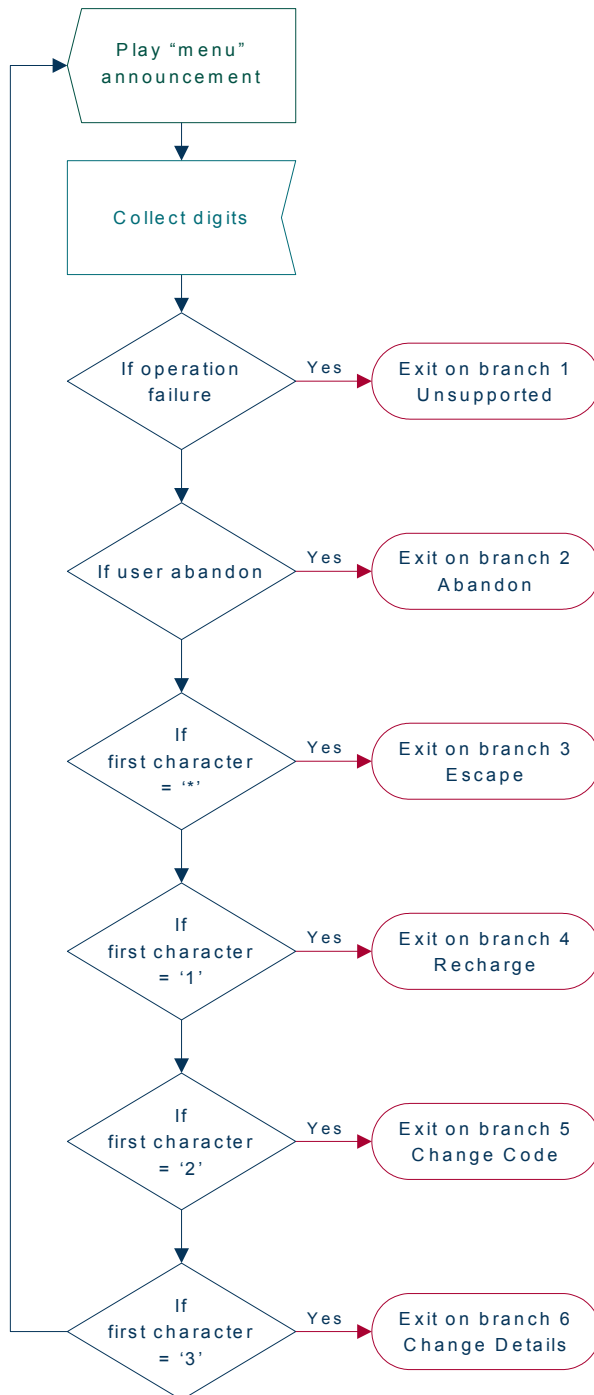 Play “menu”
announcement
Collect digits
If operation
failure
Yes
Exit on branch 1
Unsupported
If user abandon
Yes
Exit on branch 2
Abandon
If
first character
= ‘*’
Yes
Exit on branch 3
Escape
If
first character
= ‘1’
Yes
Exit on branch 4
Recharge
If
first character
= ‘2’
Yes
Exit on branch 5
Change Code
If
first character
= ‘3’
Yes
Exit on branch 6
Change Details